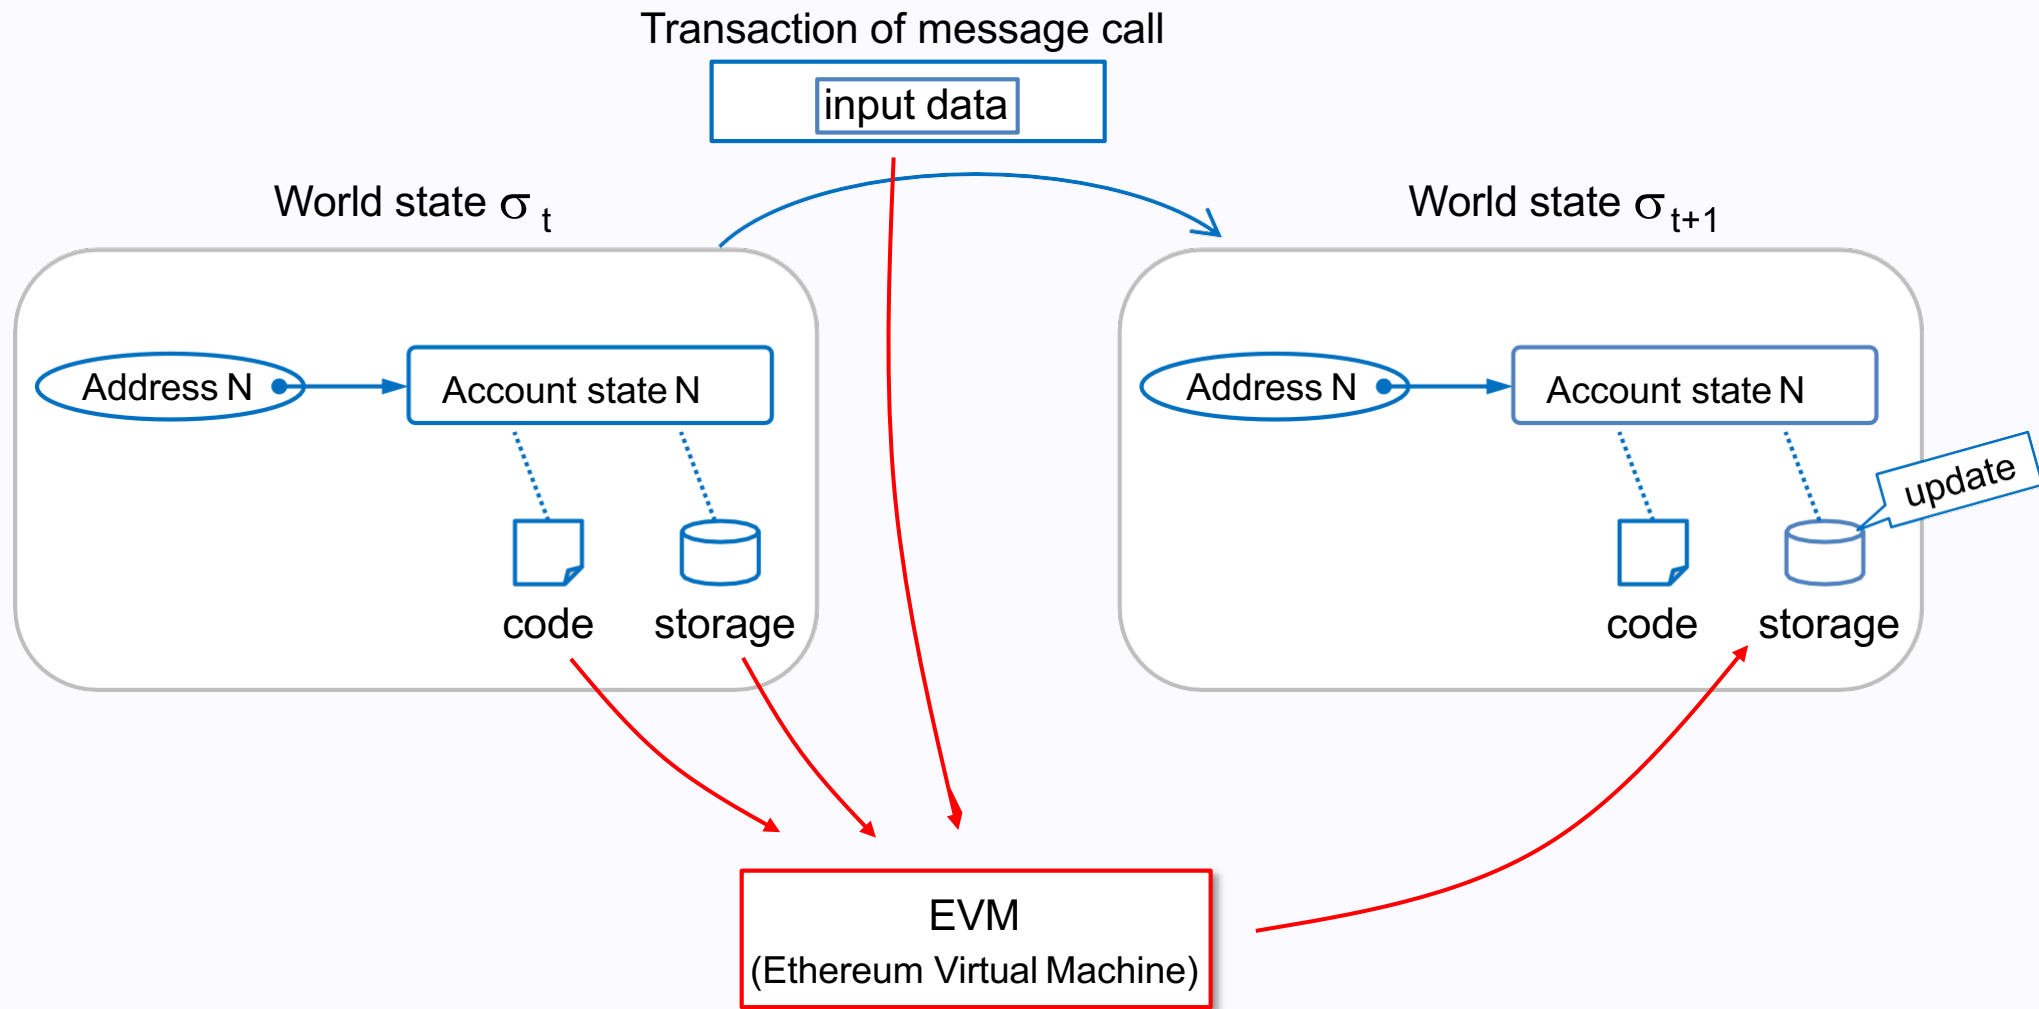 Transaction of message call
input data
World state σ t
World state σ t+1
Address N
Account state N
Address N
Account state N
update
code
storage
code
storage
EVM
(Ethereum Virtual Machine)